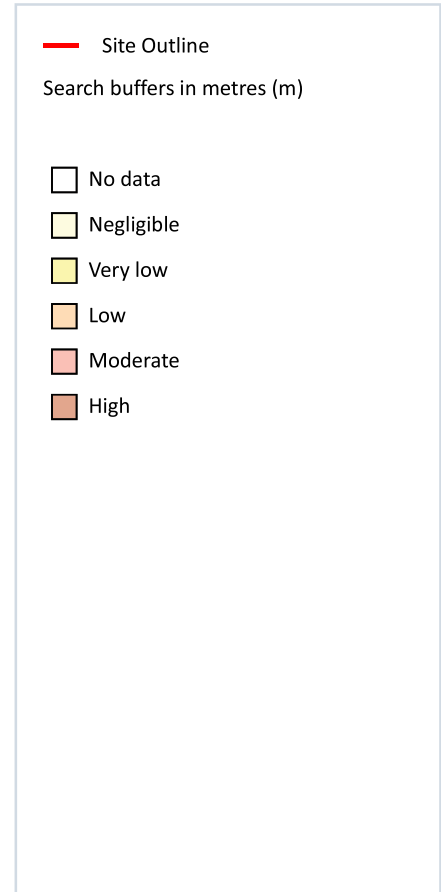 Site Outline
Search buffers in metres (m)
No data
Negligible
Very low
Low
Moderate
High